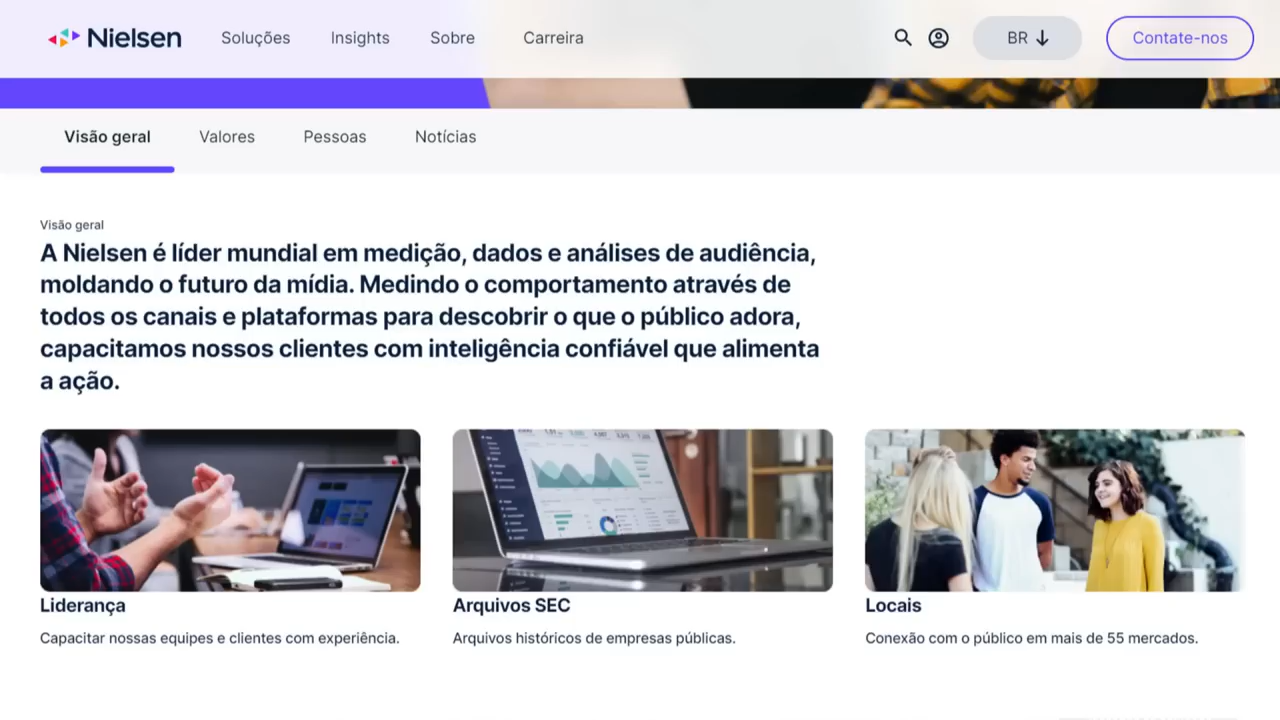 Nielsen
Soluções
Insights
Sobre
Carreira
BR
Contate-nos
Visão geral
Valores
Pessoas
Notícias
Visão geral
A Nielsen é líder mundial em medição, dados e análises de audiência,
moldando o futuro da mídia. Medindo o comportamento através de
todos os canais e plataformas para descobrir o que o público adora,
capacitamos nossos clientes com inteligência confiável que alimenta
a ação.
Liderança
Capacitar nossas equipes e clientes com experiência.
Arquivos SEC
Arquivos históricos de empresas públicas.
Locais
Conexão com o público em mais de 55 mercados.